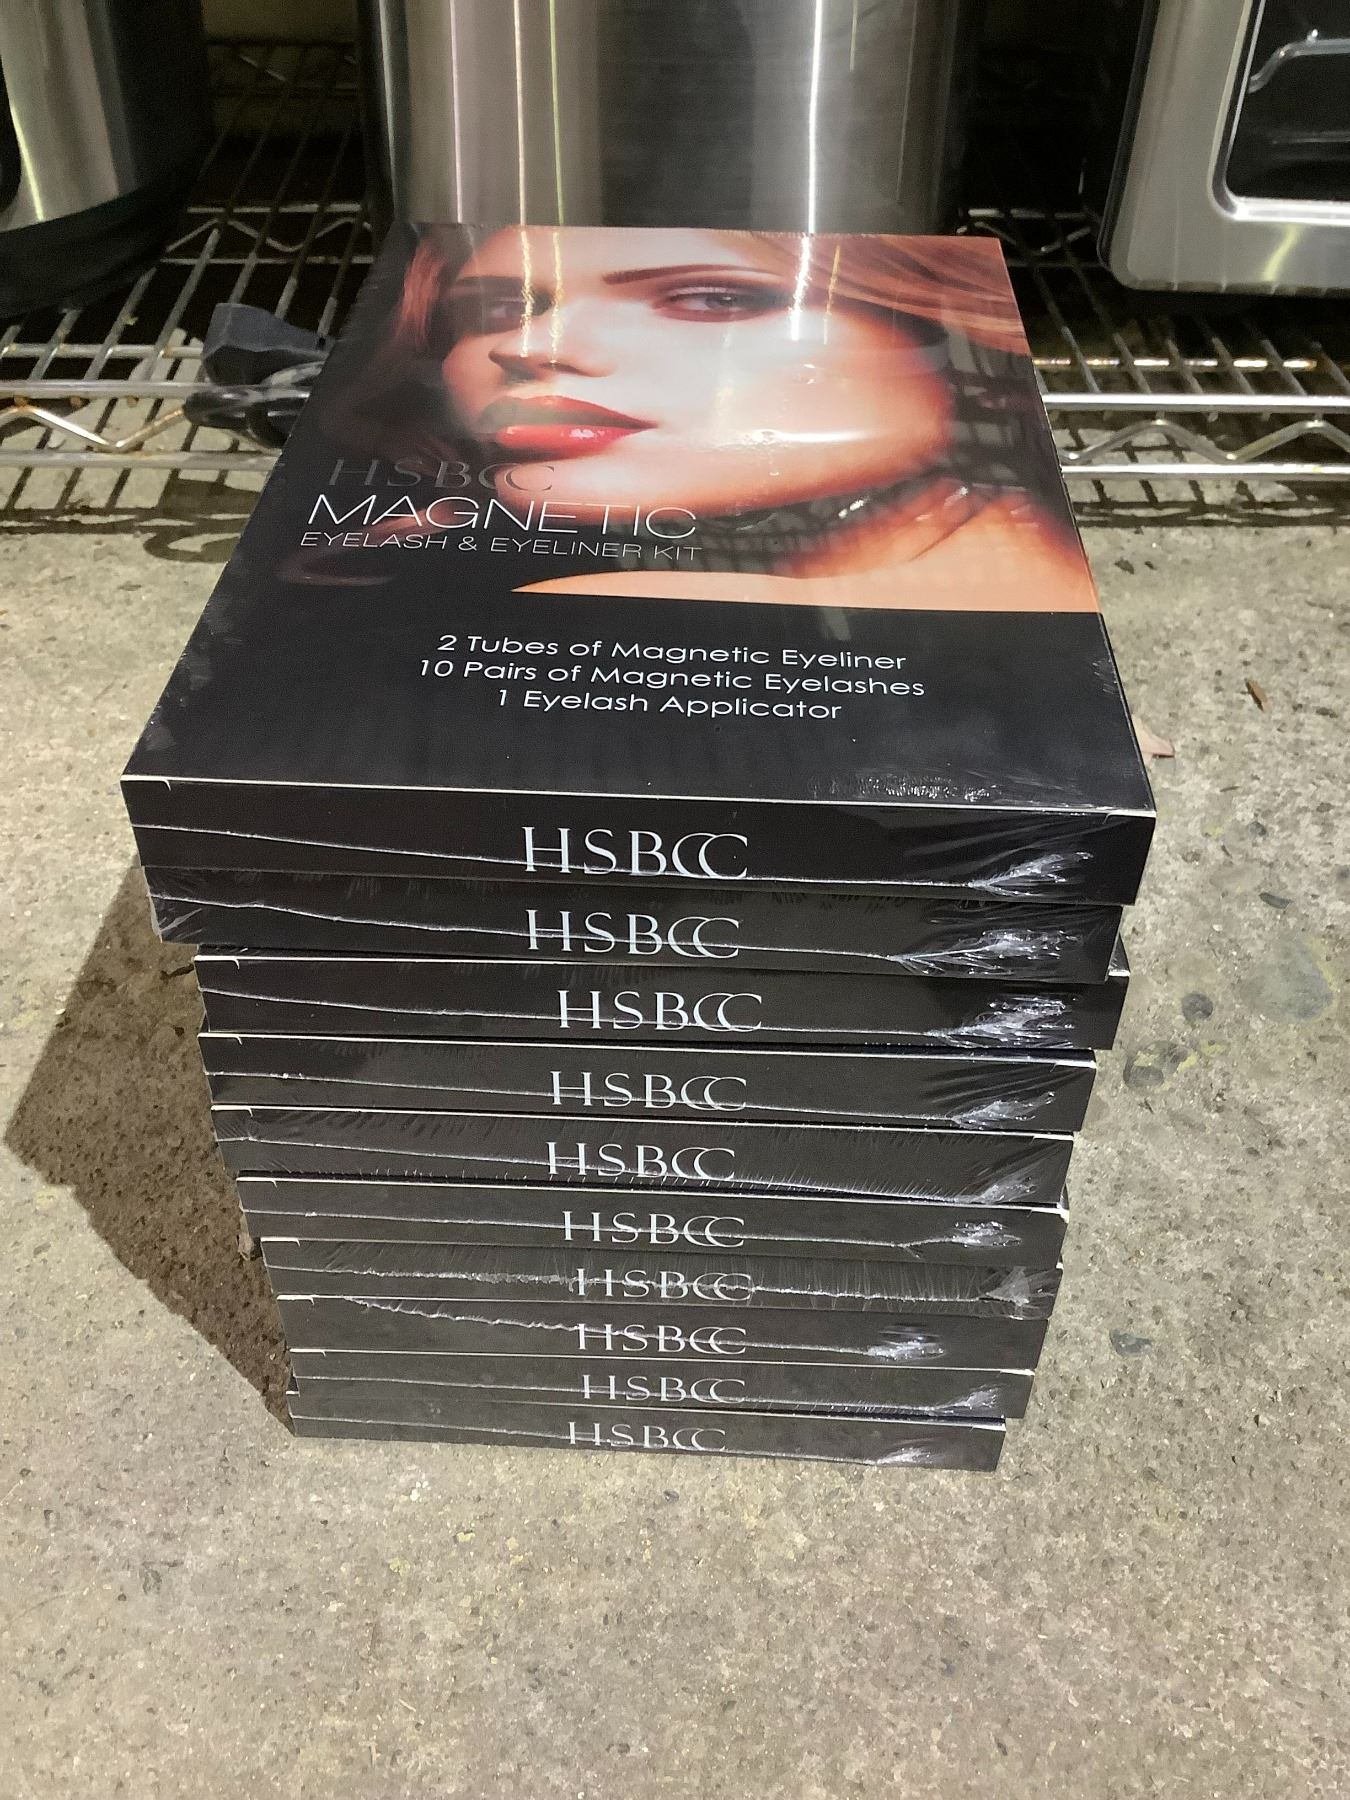 HSBCC
MAGNETIC
EYELASH & EYELINER KIT
2 Tubes of Magnetic Eyeliner
10 Pairs of Magnetic Eyelashes
1 Eyelash Applicator
HSBCC
HSBCC
HSBCC
HSBCC
HSBCC
HSBCC
HSBCC
HSBCC
HSBCC
HSBCC